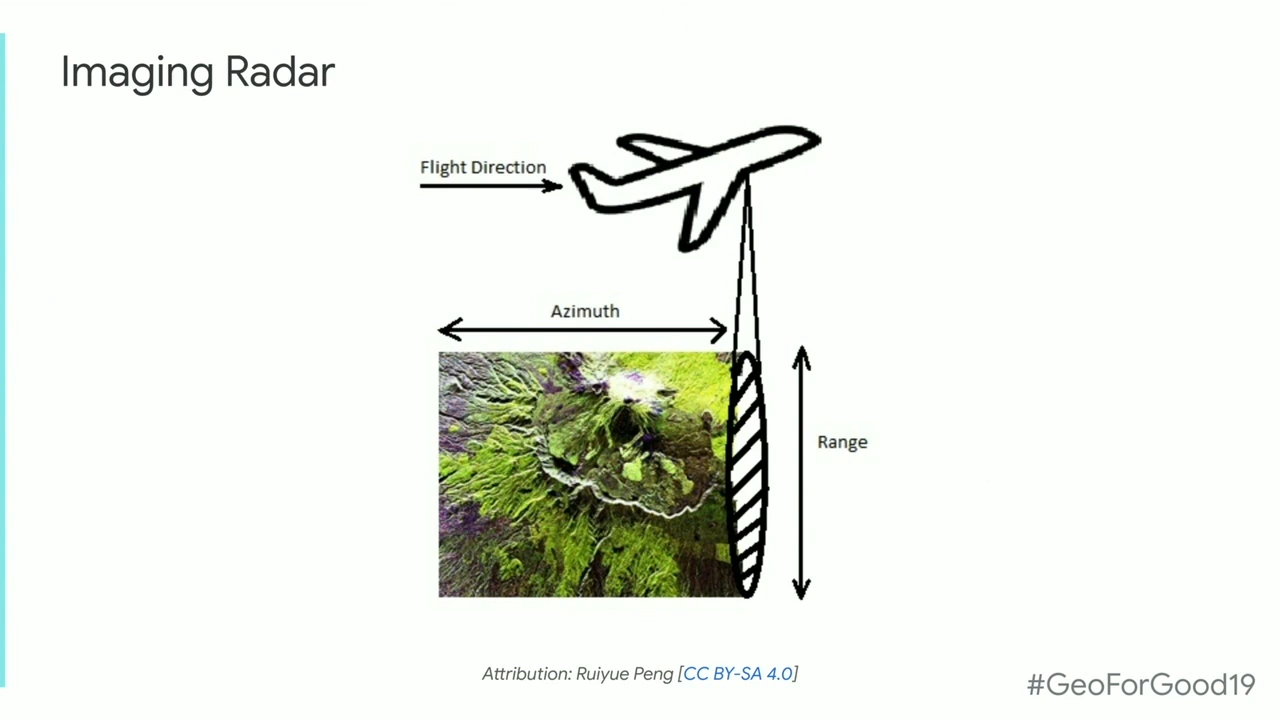 Imaging Radar
Flight Direction
Azimuth
Range
Attribution: Ruiyue Peng [CC BY-SA 4.0]
#GeoForGood19